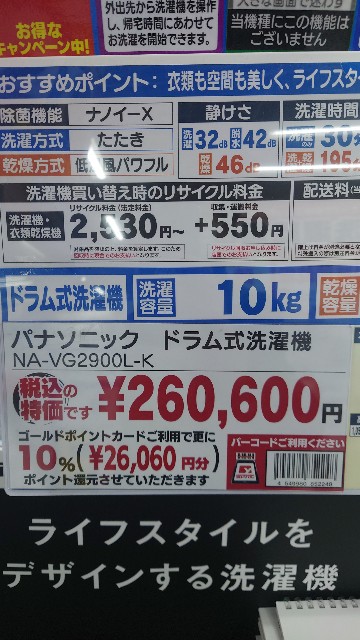 お得な
キャンペーン中!
外出先から洗濯機を操作
し、帰宅時間にあわせて
お洗濯を開始できます。
当機種にこの機能は
ございません
おすすめポイント：衣類も空間も美しく、ライフス
除菌機能 ナノイーX
洗濯方式 たたき
乾燥方式 低温風パワフル
静けさ
洗濯 32dB 脱水 42dB
乾燥 46dB
洗濯時間
洗濯 30分
195
洗濯機買い替え時のリサイクル料金
洗濯機・衣類乾燥機
リサイクル料金(法定料金)
2,530円～
収集・運搬料金
+550円
配送料
ドラム式洗濯機 洗濯容量 10kg 乾燥容量
パナソニック ドラム式洗濯機
NA-VG2900L-K
税込の特価です ¥260,600円
ゴールドポイントカードご利用で更に
10%(¥26,060円分)
ポイント還元させていただきます
バーコードご利用ください
ライフスタイルを
デザインする洗濯機